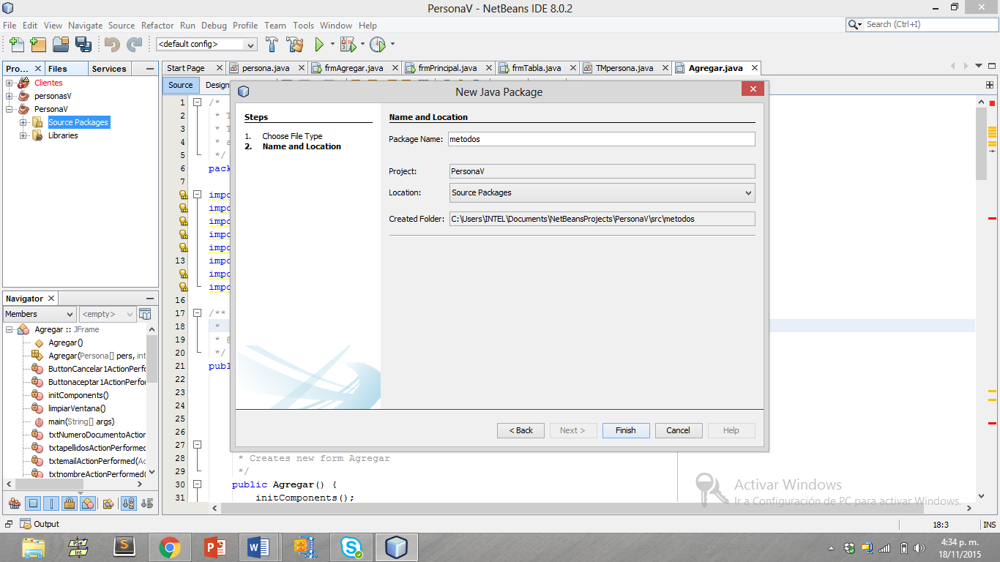 PersonaV - NetBeans IDE 8.0.2
File Edit View Navigate Source Refactor Run Debug Profile Team Tools Window Help
Search (Ctrl+I)
<default config>
Pro... Files Services
Start Page persona.java frmAgregar.java frmPrincipal.java frmTabla.java TMpersona.java Agregar.java
Clientes
personasV
PersonaV
Source Packages
Libraries
Source Design
New Java Package
Steps
1. Choose File Type
2. Name and Location
Name and Location
Package Name: metodos
Project: PersonaV
Location: Source Packages
Created Folder: C:\Users\INTEL\Documents\NetBeansProjects\PersonaV\src\metodos
< Back Next > Finish Cancel Help
1 /*
2 * T
3 * T
4 * a
5 */
6 pack
7
impo
impo
impo
impo
impo
13 impo
impo
impo
16
17 /**
18 *
19 * @
20 */
21 publ
22
23
24
25
26
27
28 * Creates new form Agregar
29 */
30 public Agregar() {
31 initComponents();
Navigator
Members <empty>
Agregar :: JFrame
Agregar()
Agregar(Persona[] pers, int
ButtonCancelar1ActionPerfo
Buttonaceptar1ActionPerfor
initComponents()
limpiarVentana()
main(String[] args)
txtNumeroDocumentoAction
txtapellidosActionPerformed
txtemailActionPerformed(Ac
txtnombreActionPerformed(
Activar Windows
Ir a Configuración de PC para activar Windows.
Output
18:3 INS
PSe
Int
4:34 p. m.
18/11/2015